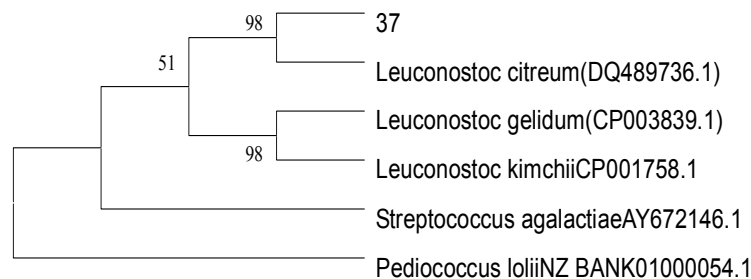 98
37
51
Leuconostoc citreum(DQ489736.1)
Leuconostoc gelidum(CP003839.1)
98
Leuconostoc kimchiiCP001758.1
Streptococcus agalactiaeAY672146.1
Pediococcus loliiNZ BANK01000054.1